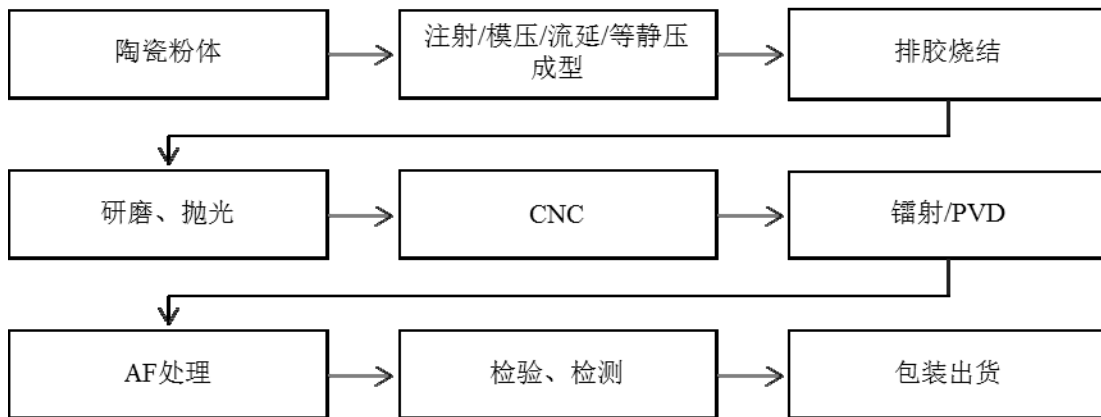 陶瓷粉体
注射/模压/流延/等静压
成型
排胶烧结
研磨、抛光
CNC
镭射/PVD
AF处理
检验、检测
包装出货